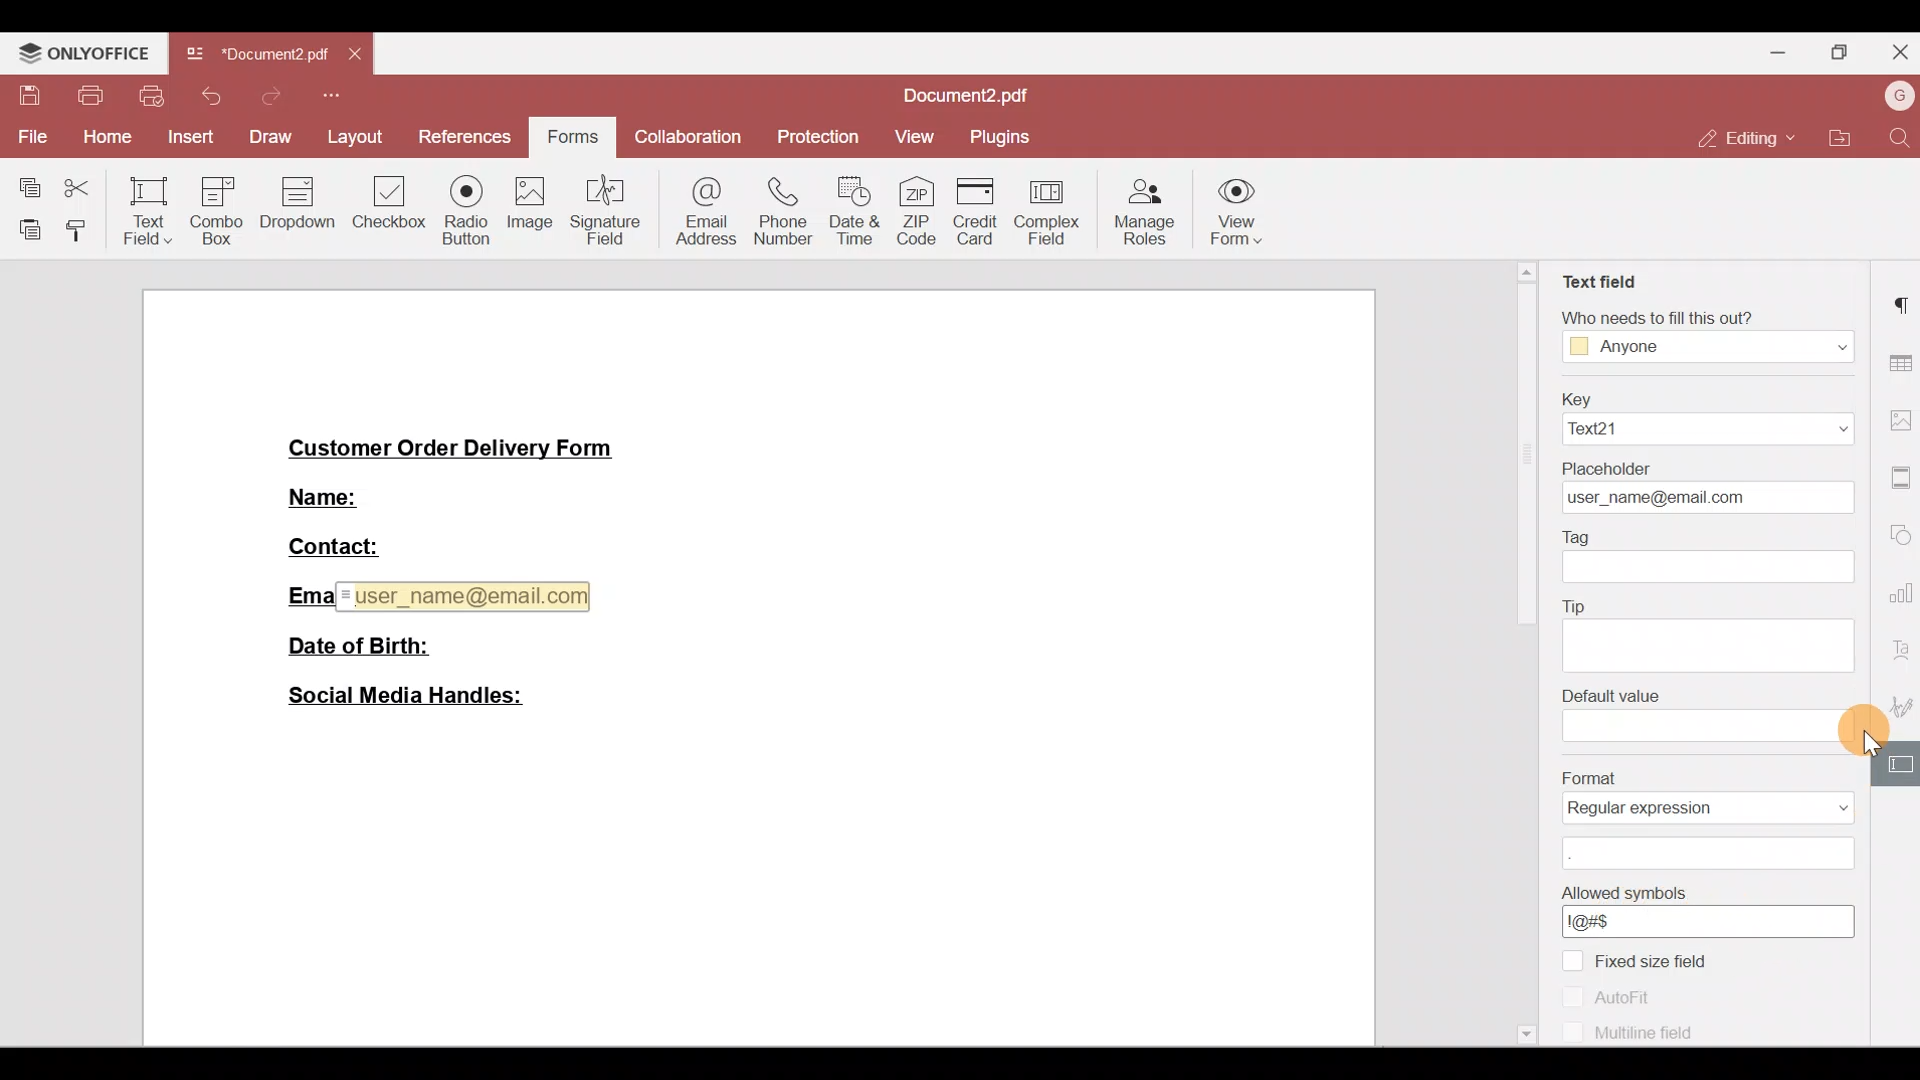 ONLYOFFICE
*Document2.pdf
Document2.pdf
G
File Home Insert Draw Layout References Forms Collaboration Protection View Plugins
Editing
Text Field
Combo Box
Dropdown
Checkbox
Radio Button
Image
Signature Field
Email Address
Phone Number
Date & Time
ZIP
ZIP Code
Credit Card
Complex Field
Manage Roles
View Form
Customer Order Delivery Form
Name:
Contact:
Ema user_name@email.com
Date of Birth:
Social Media Handles:
Text field
Who needs to fill this out?
Anyone
Key
Text21
Placeholder
user_name@email.com
Tag
Tip
Default value
Format
Regular expression
.
Allowed symbols
!@#$
Fixed size field
AutoFit
Multiline field